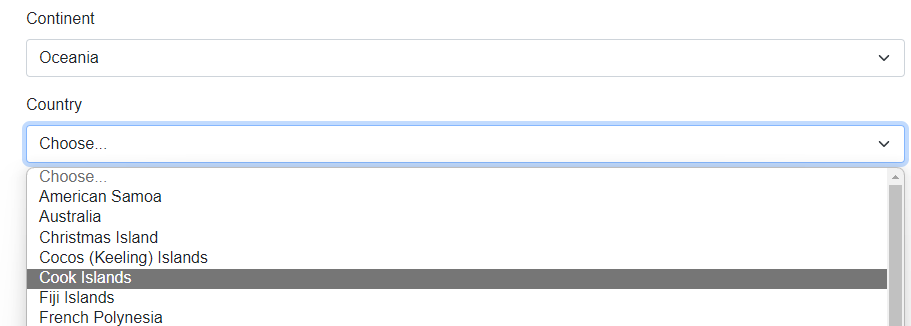 Continent
Oceania
Country
Choose...
Choose...
American Samoa
Australia
Christmas Island
Cocos (Keeling) Islands
Cook Islands
Fiji Islands
French Polynesia